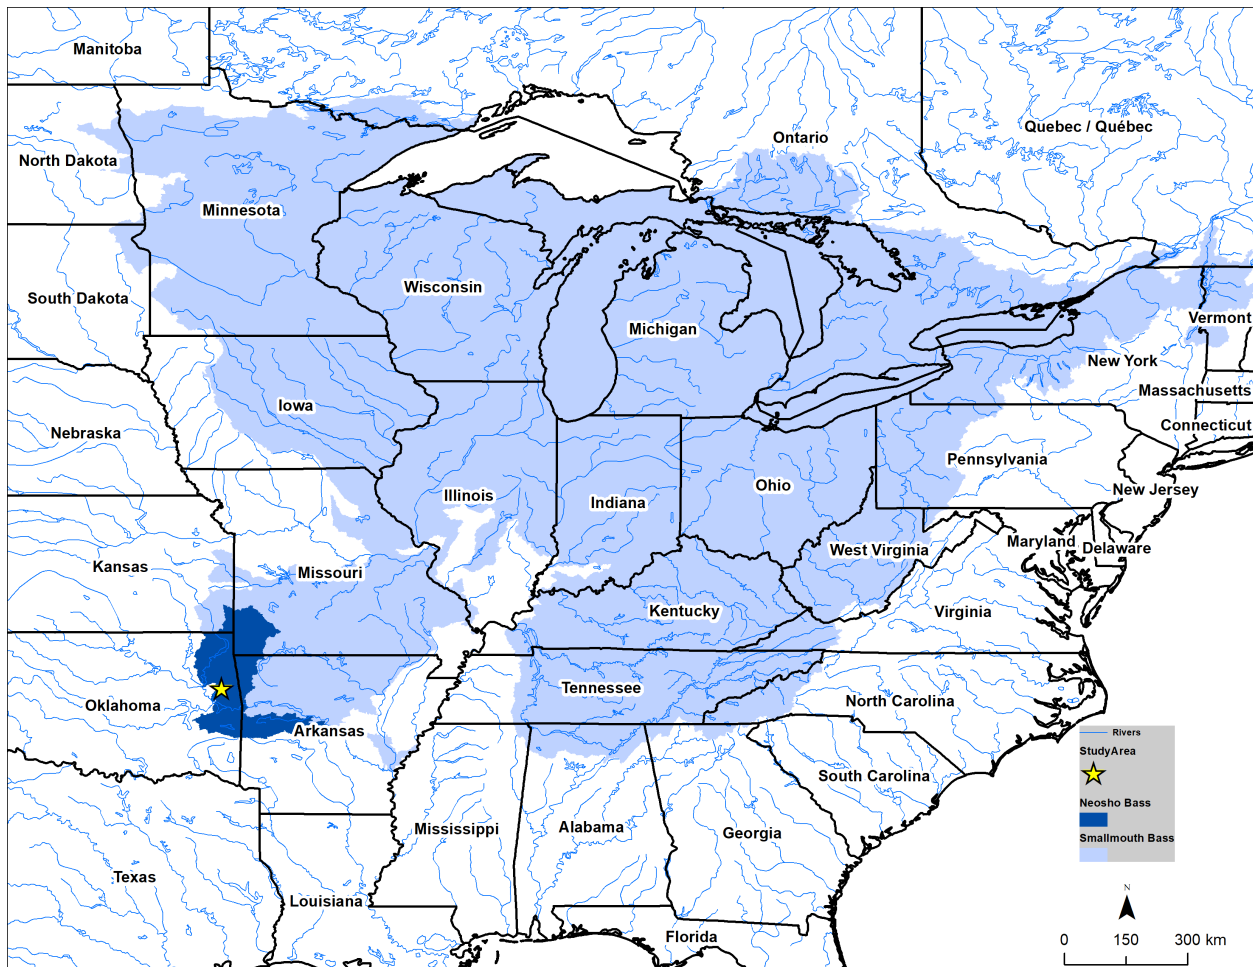 Manitoba
Ontario
Quebec / Québec
North Dakota
Minnesota
South Dakota
Wisconsin
Michigan
Vermont
New York
Massachusetts
Iowa
Nebraska
Connecticut
Pennsylvania
Illinois
Indiana
Ohio
New Jersey
Kansas
Missouri
West Virginia
Maryland
Delaware
Kentucky
Virginia
Tennessee
Oklahoma
Arkansas
North Carolina
South Carolina
Mississippi
Alabama
Georgia
Texas
Louisiana
Florida
Rivers
StudyArea
Neosho Bass
Smallmouth Bass
N
0 150 300 km